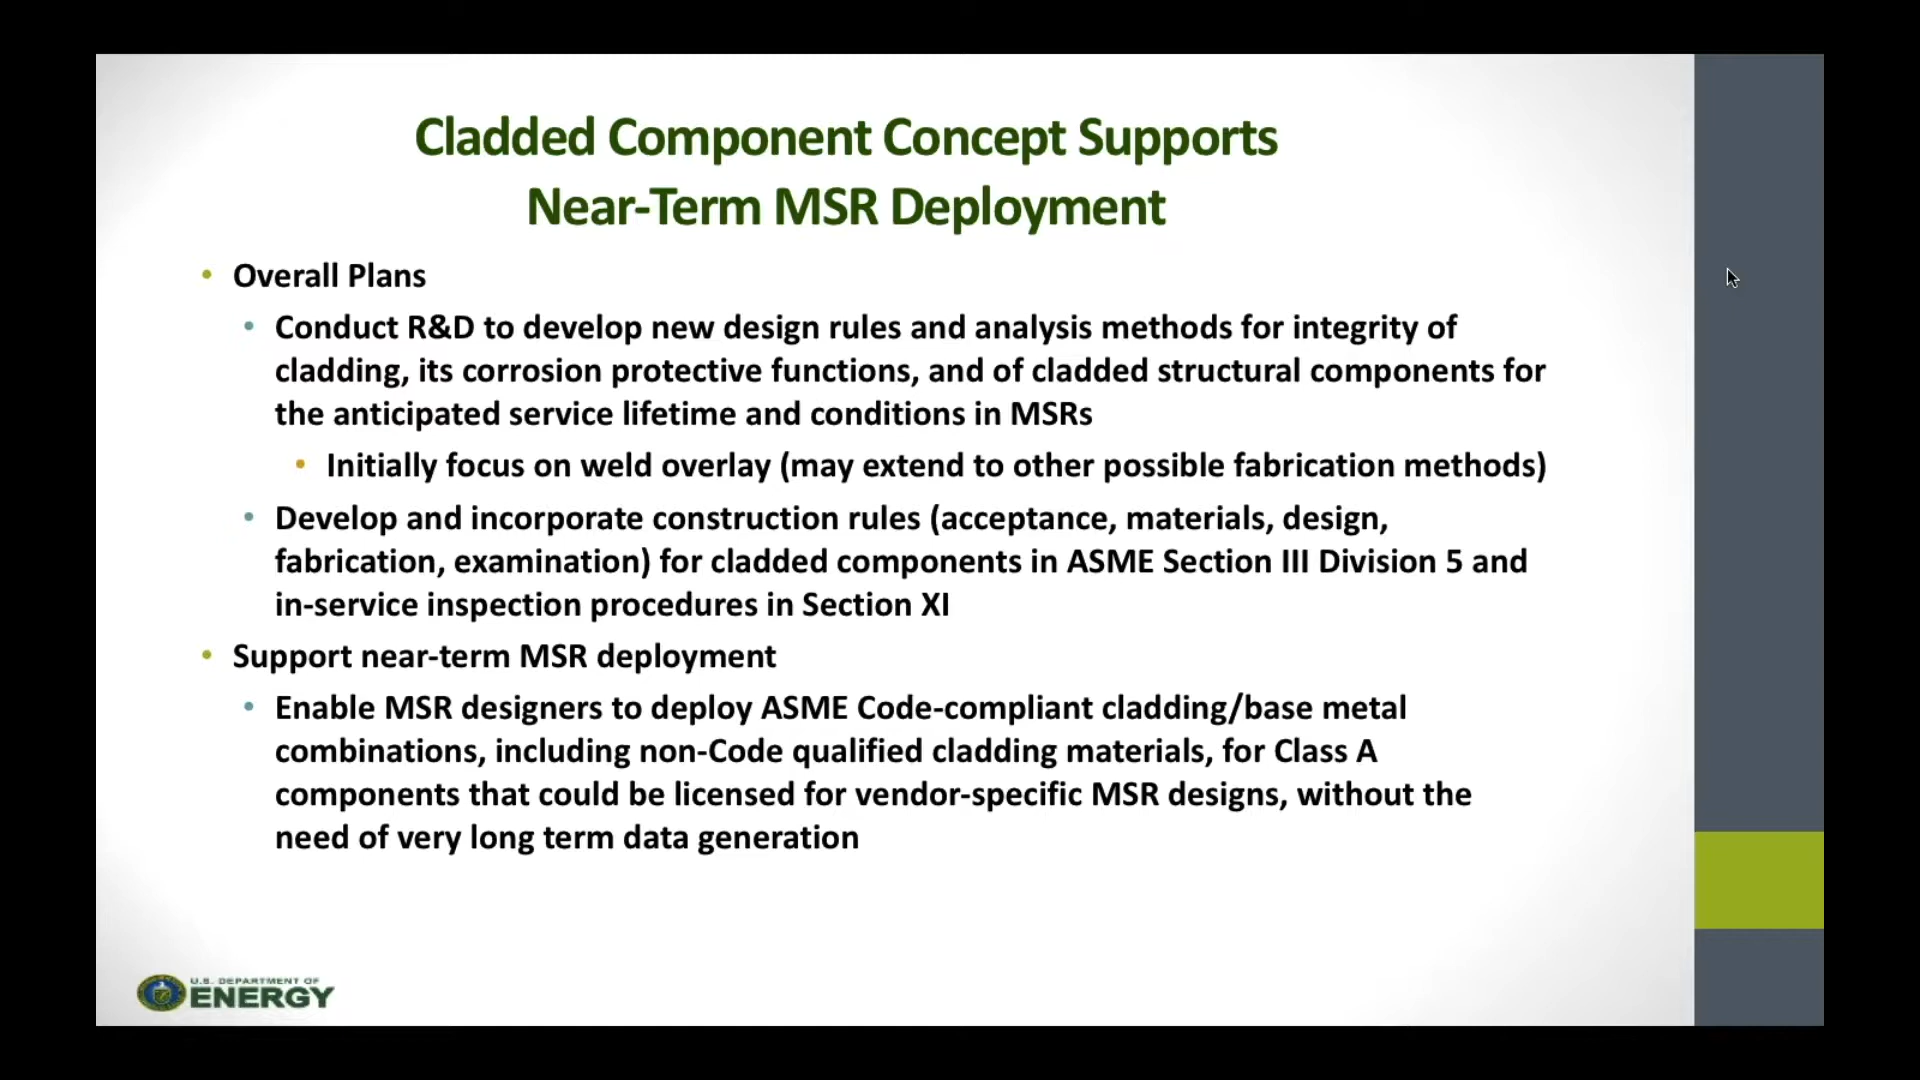 Cladded Component Concept Supports
Near-Term MSR Deployment
• Overall Plans
• Conduct R&D to develop new design rules and analysis methods for integrity of
cladding, its corrosion protective functions, and of cladded structural components for
the anticipated service lifetime and conditions in MSRs
• Initially focus on weld overlay (may extend to other possible fabrication methods)
• Develop and incorporate construction rules (acceptance, materials, design,
fabrication, examination) for cladded components in ASME Section III Division 5 and
in-service inspection procedures in Section XI
• Support near-term MSR deployment
• Enable MSR designers to deploy ASME Code-compliant cladding/base metal
combinations, including non-Code qualified cladding materials, for Class A
components that could be licensed for vendor-specific MSR designs, without the
need of very long term data generation
U.S. DEPARTMENT OF
ENERGY